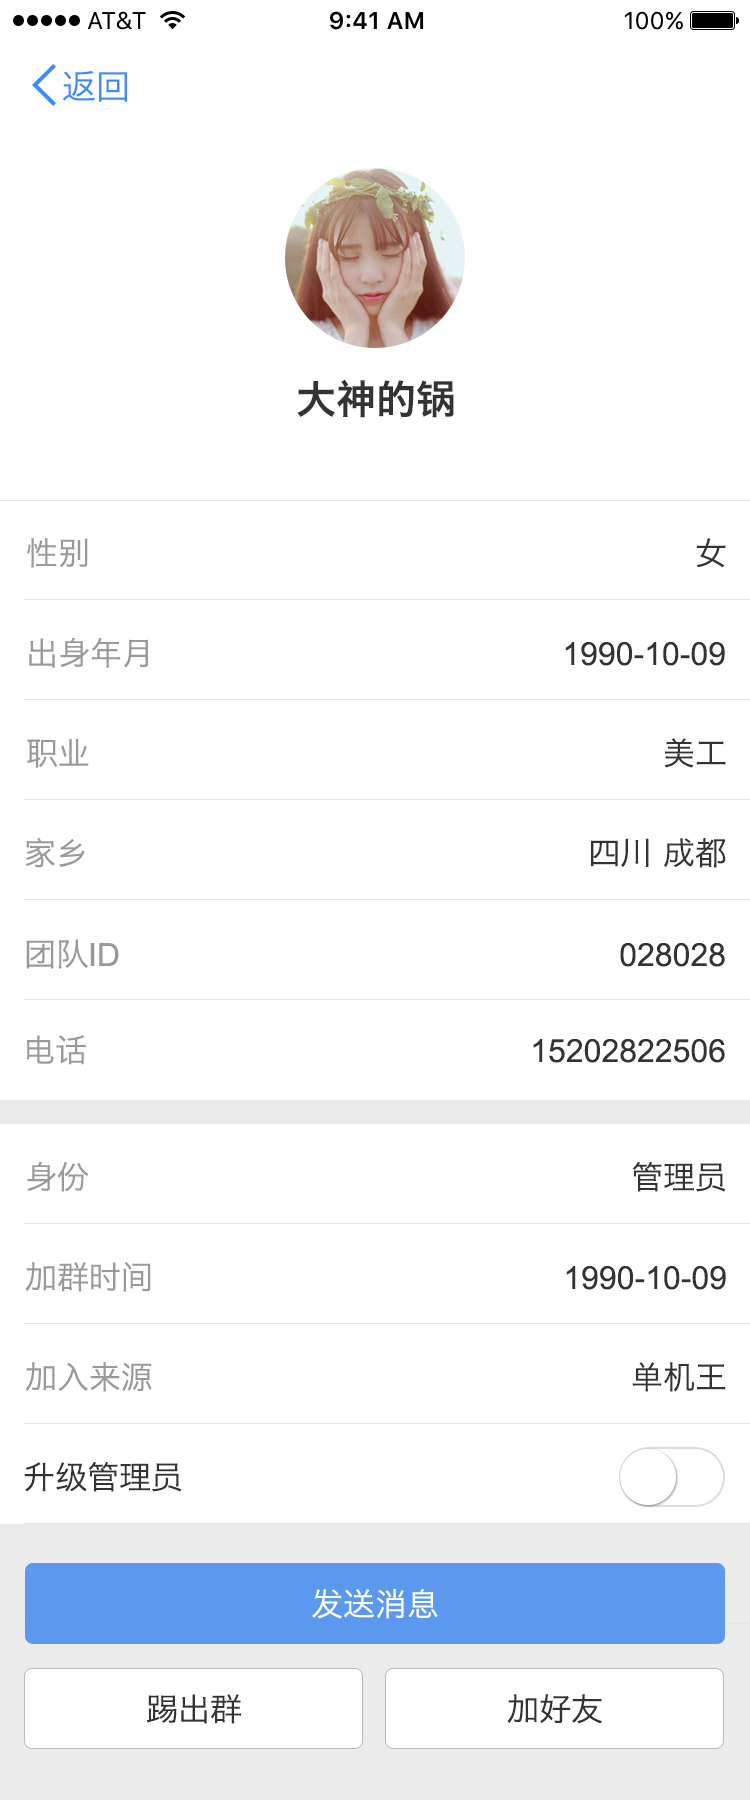 AT&T 9:41 AM 100%
返回
大神的锅
性别 女
出身年月 1990-10-09
职业 美工
家乡 四川 成都
团队ID 028028
电话 15202822506
身份 管理员
加群时间 1990-10-09
加入来源 单机王
升级管理员
发送消息
踢出群 加好友